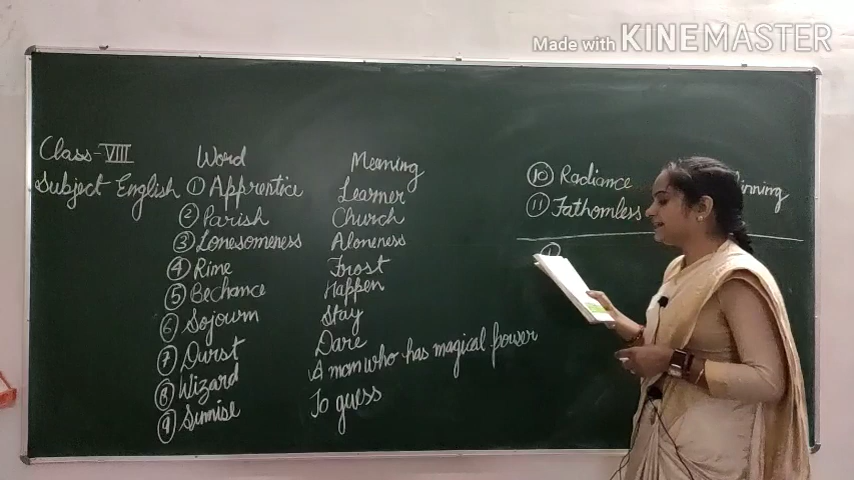 Made with KINEMASTER
Class-VIII
Subject English
Word Meaning
① Apprentice Learner
② Parish Church
③ Lonesomeness Aloneness
④ Rime Frost
⑤ Bechance Happen
⑥ Sojourn Stay
⑦ Durst Dare
⑧ Wizard A man who has magical power
⑨ Sumise To guess
⑩ Radiance
⑪ Fathomless
①